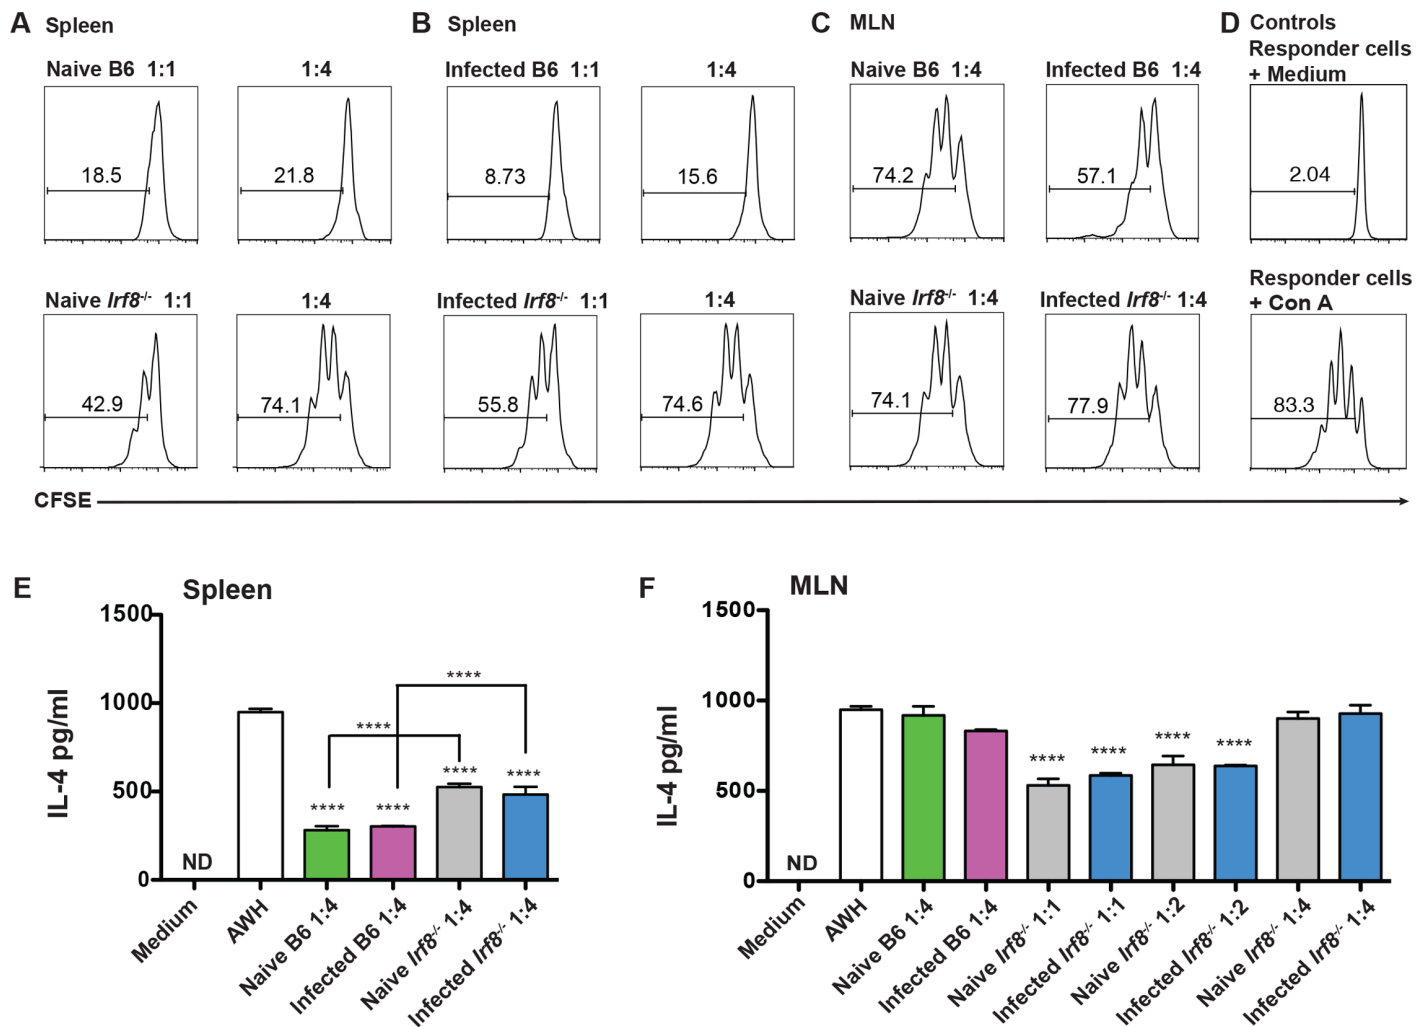 A Spleen
B Spleen
C MLN
D Controls
Responder cells
+ Medium
Naive B6 1:1
1:4
Infected B6 1:1
1:4
Naive B6 1:4
Infected B6 1:4
18.5
21.8
8.73
15.6
74.2
57.1
2.04
Naive Irf8-/- 1:1
1:4
Infected Irf8-/- 1:1
1:4
Naive Irf8-/- 1:4
Infected Irf8-/- 1:4
Responder cells
+ Con A
42.9
74.1
55.8
74.6
74.1
77.9
83.3
CFSE
E Spleen
IL-4 pg/ml
1500
1000
500
0
ND
****
****
****
****
****
****
Medium
AWH
Naive B6 1:4
Infected B6 1:4
Naive Irf8-/- 1:4
Infected Irf8-/- 1:4
F MLN
IL-4 pg/ml
1500
1000
500
0
ND
****
****
****
****
Medium
AWH
Naive B6 1:4
Infected B6 1:4
Naive Irf8-/- 1:1
Infected Irf8-/- 1:1
Naive Irf8-/- 1:2
Infected Irf8-/- 1:2
Naive Irf8-/- 1:4
Infected Irf8-/- 1:4